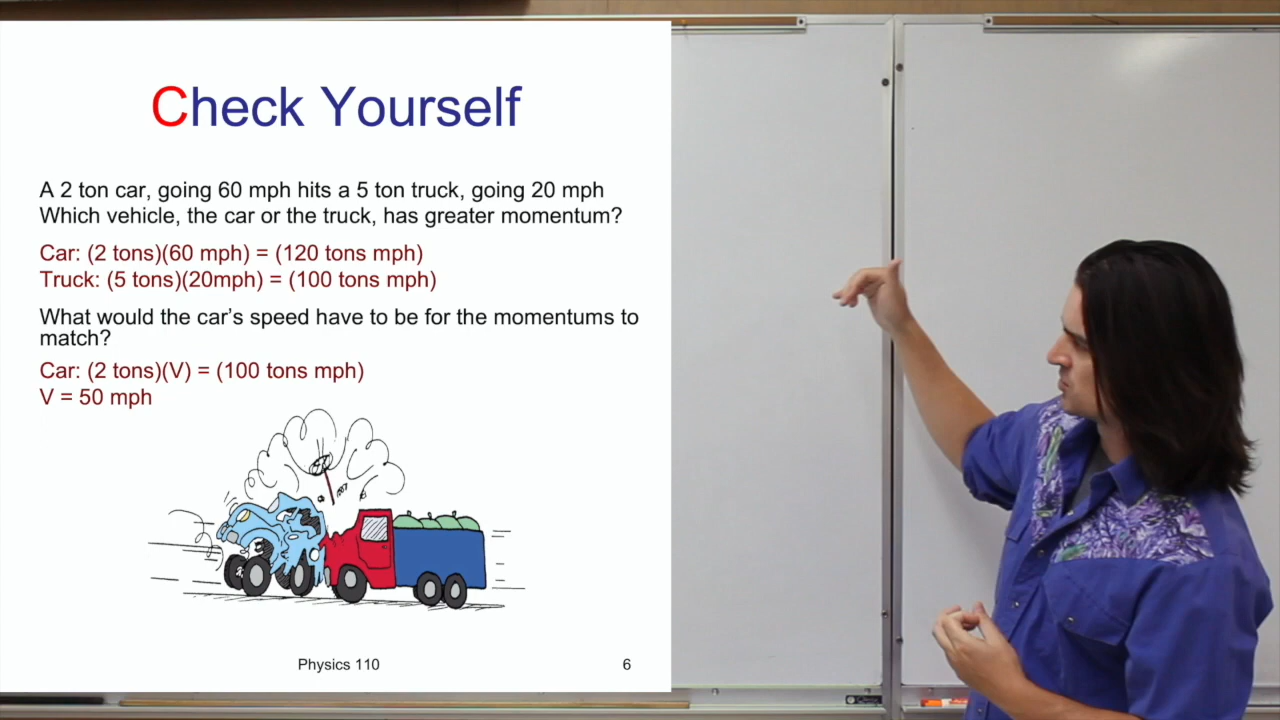 Check Yourself
A 2 ton car, going 60 mph hits a 5 ton truck, going 20 mph
Which vehicle, the car or the truck, has greater momentum?
Car: (2 tons)(60 mph) = (120 tons mph)
Truck: (5 tons)(20mph) = (100 tons mph)
What would the car’s speed have to be for the momentums to
match?
Car: (2 tons)(V) = (100 tons mph)
V = 50 mph
Physics 110
6